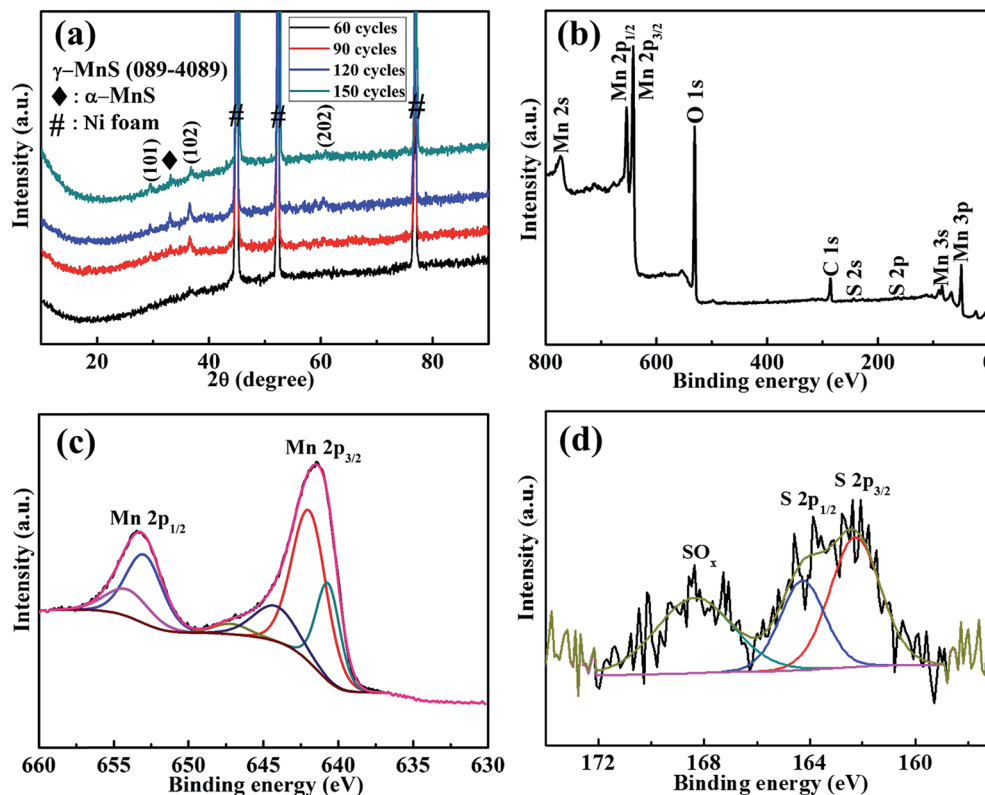 (a)
γ−MnS (089-4089)
◆ : α−MnS
# : Ni foam
60 cycles
90 cycles
120 cycles
150 cycles
(101)
◆
(102)
#
#
(202)
#
Intensity (a.u.)
20 40 60 80
2θ (degree)
(b)
Mn 2s
Mn 2p1/2
Mn 2p3/2
O 1s
C 1s
S 2s
S 2p
Mn 3s
Mn 3p
Intensity (a.u.)
800 600 400 200
Binding energy (eV)
(c)
Mn 2p3/2
Mn 2p1/2
Intensity (a.u.)
660 655 650 645 640 635 630
Binding energy (eV)
(d)
S 2p3/2
S 2p1/2
SOx
Intensity (a.u.)
172 168 164 160
Binding energy (eV)